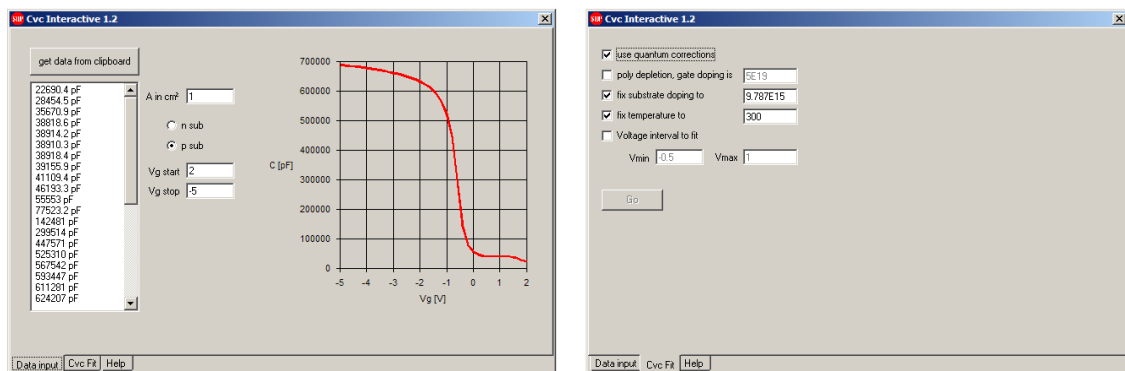 Cvc Interactive 1.2
get data from clipboard
22690.4 pF
28454.5 pF
35670.9 pF
38818.6 pF
38914.2 pF
38910.3 pF
38918.4 pF
39155.9 pF
41109.4 pF
46193.3 pF
55553 pF
77523.2 pF
142481 pF
299514 pF
447571 pF
525310 pF
567542 pF
593447 pF
611281 pF
624207 pF
A in cm² 1
n sub
p sub
Vg start 2
Vg stop -5
700000
600000
500000
400000
300000
200000
100000
0
C [pF]
-5 -4 -3 -2 -1 0 1 2
Vg [V]
Data input Cvc Fit Help
Cvc Interactive 1.2
use quantum corrections
poly depletion, gate doping is 5E19
fix substrate doping to 9.787E15
fix temperature to 300
Voltage interval to fit
Vmin -0.5 Vmax 1
Go
Data input Cvc Fit Help